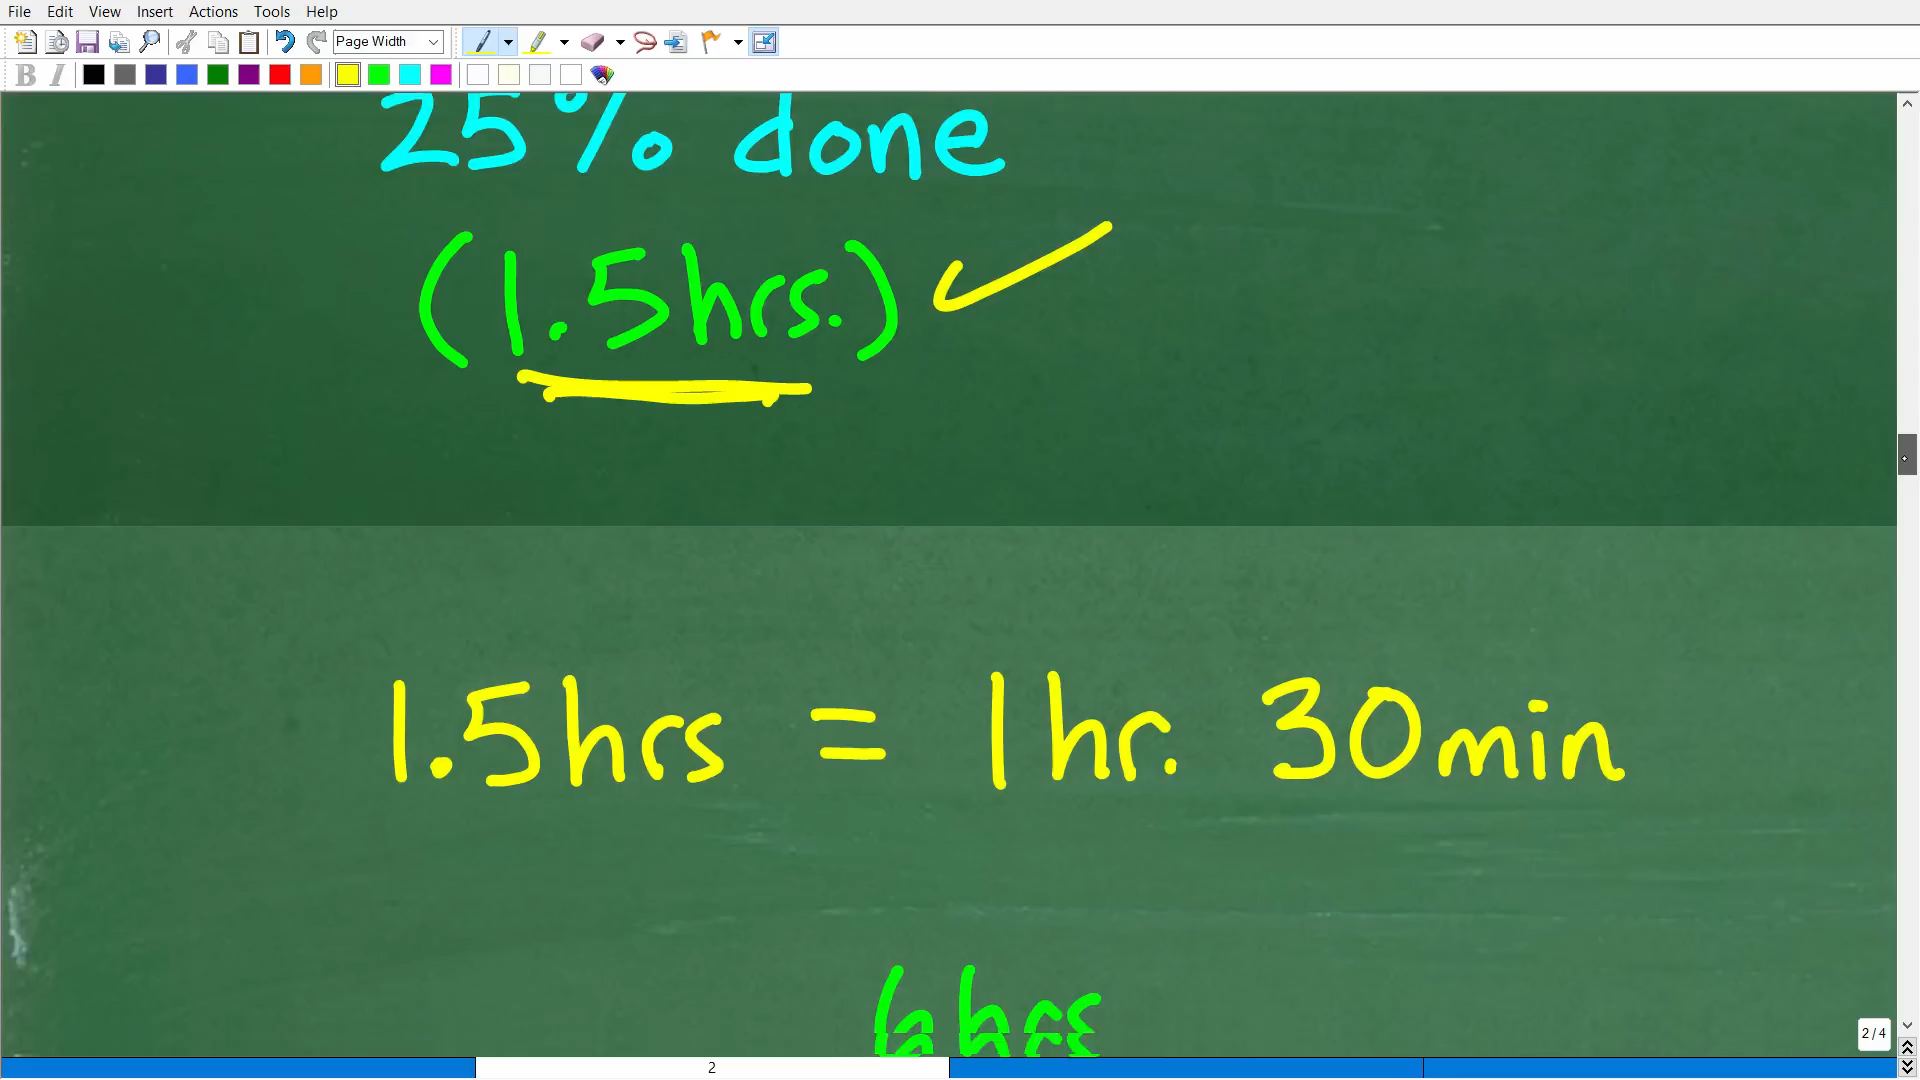 File Edit View Insert Actions Tools Help
Page Width
B I
25% done
(1.5hrs.)
1.5hrs = 1hr. 30min
6hrs
2 / 4
2